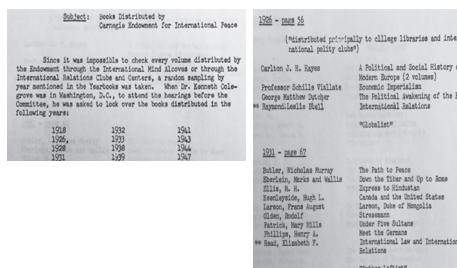 Subject: Books Distributed by
Carnegie Endowment for International Peace
Since it was impossible to check every volume distributed by
the Endowment through the International Mind Alcoves or through the
International Relations Clubs and Centers, a random sampling by
year mentioned in the Yearbooks was taken. When Dr. Kenneth Cole-
grove was in Washington, D.C., to attend the hearings before the
Committee, he was asked to look over the books distributed in the
following years:
1918 1932 1941
1926, 1933 1943
1928 1938 1944
1931 1939 1947
1926 - page 56
("distributed principally to clllege libraries and inte
national polity clubs")
Carlton J. H. Hayes A Political and Social History
Modern Europe (2 volumes)
Professor Schille Viallate Economic Imperialism
George Matthew Dutcher The Political Awakening of the
** Raymond Leslie Buell International Relations
"Globalist"
1931 - page 67
Butler, Nicholas Murray The Path to Peace
Eberlein, Marks and Wallis Down the Tiber and Up to Rome
Ellis, M. H. Express to Hindustan
Keenleyside, Hugh L. Canada and the United States
Larson, Frans August Larson, Duke of Mongolia
Olden, Rudolf Stresemann
Patrick, Mary Mills Under Five Sultans
Phillips, Henry A. Meet the Germans
** Read, Elizabeth F. International Law and Internation
Relations